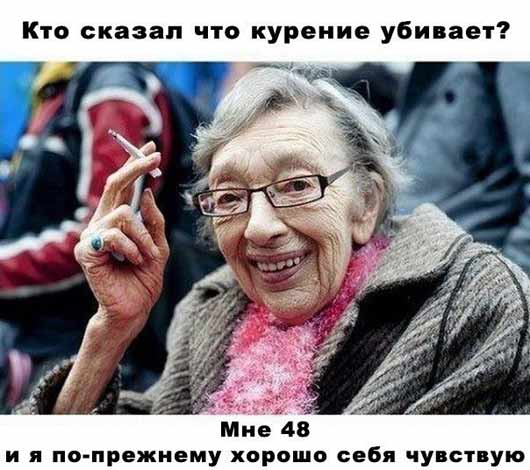 Кто сказал что курение убивает?
Мне 48
и я по-прежнему хорошо себя чувствую